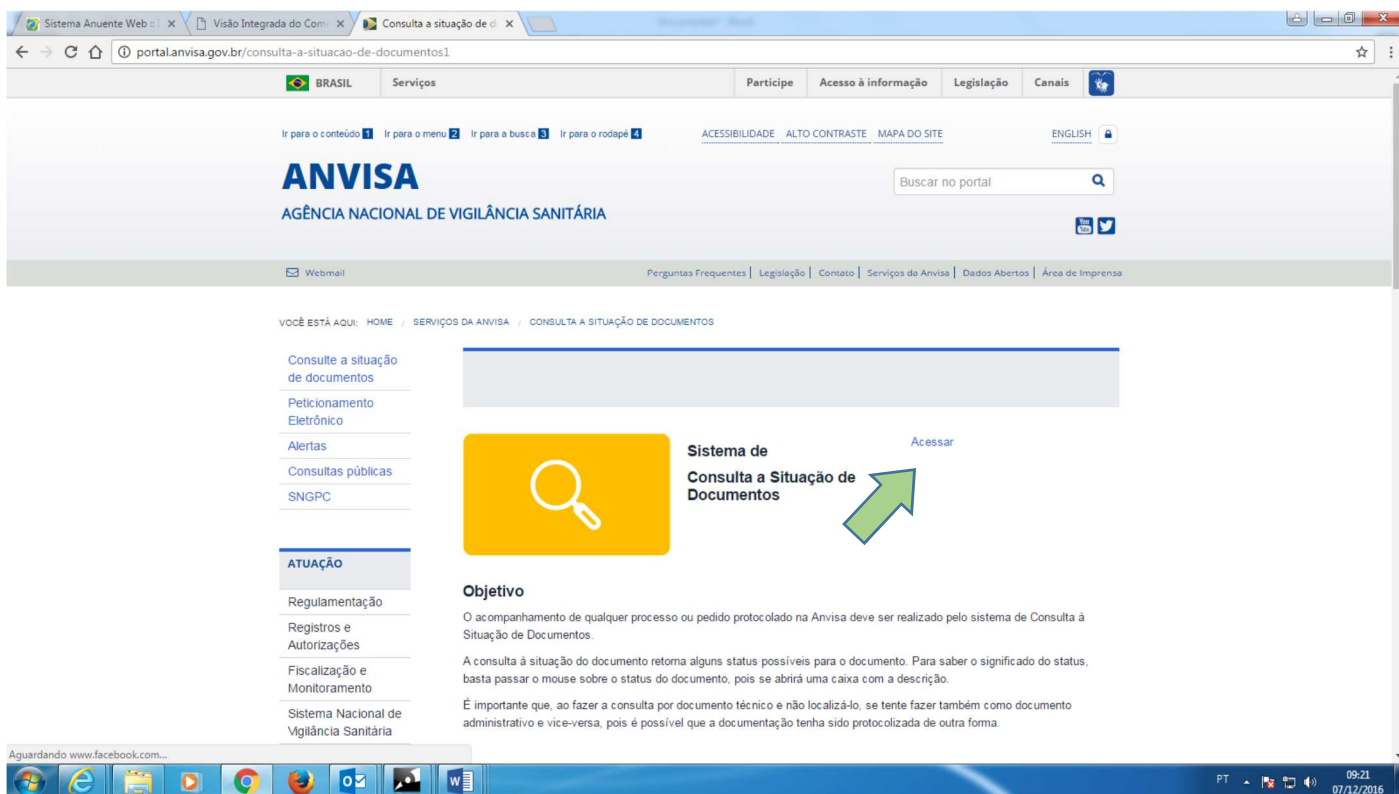 Sistema Anuente Web ::
Visão Integrada do Com
Consulta a situação de d
portal.anvisa.gov.br/consulta-a-situacao-de-documentos1
BRASIL Serviços Participe Acesso à informação Legislação Canais
Ir para o conteúdo 1 Ir para o menu 2 Ir para a busca 3 Ir para o rodapé 4 ACESSIBILIDADE ALTO CONTRASTE MAPA DO SITE ENGLISH
ANVISA
Buscar no portal
AGÊNCIA NACIONAL DE VIGILÂNCIA SANITÁRIA
You
Tube
Webmail Perguntas Frequentes | Legislação | Contato | Serviços da Anvisa | Dados Abertos | Área de Imprensa
VOCÊ ESTÁ AQUI: HOME / SERVIÇOS DA ANVISA / CONSULTA A SITUAÇÃO DE DOCUMENTOS
Consulte a situação
de documentos
Peticionamento
Eletrônico
Alertas
Consultas públicas
SNGPC
ATUAÇÃO
Regulamentação
Registros e
Autorizações
Fiscalização e
Monitoramento
Sistema Nacional de
Vigilância Sanitária
Sistema de
Consulta a Situação de
Documentos
Acessar
Objetivo
O acompanhamento de qualquer processo ou pedido protocolado na Anvisa deve ser realizado pelo sistema de Consulta à
Situação de Documentos.
A consulta à situação do documento retorna alguns status possíveis para o documento. Para saber o significado do status,
basta passar o mouse sobre o status do documento, pois se abrirá uma caixa com a descrição.
É importante que, ao fazer a consulta por documento técnico e não localizá-lo, se tente fazer também como documento
administrativo e vice-versa, pois é possível que a documentação tenha sido protocolizada de outra forma.
Aguardando www.facebook.com...
PT
09:21
07/12/2016